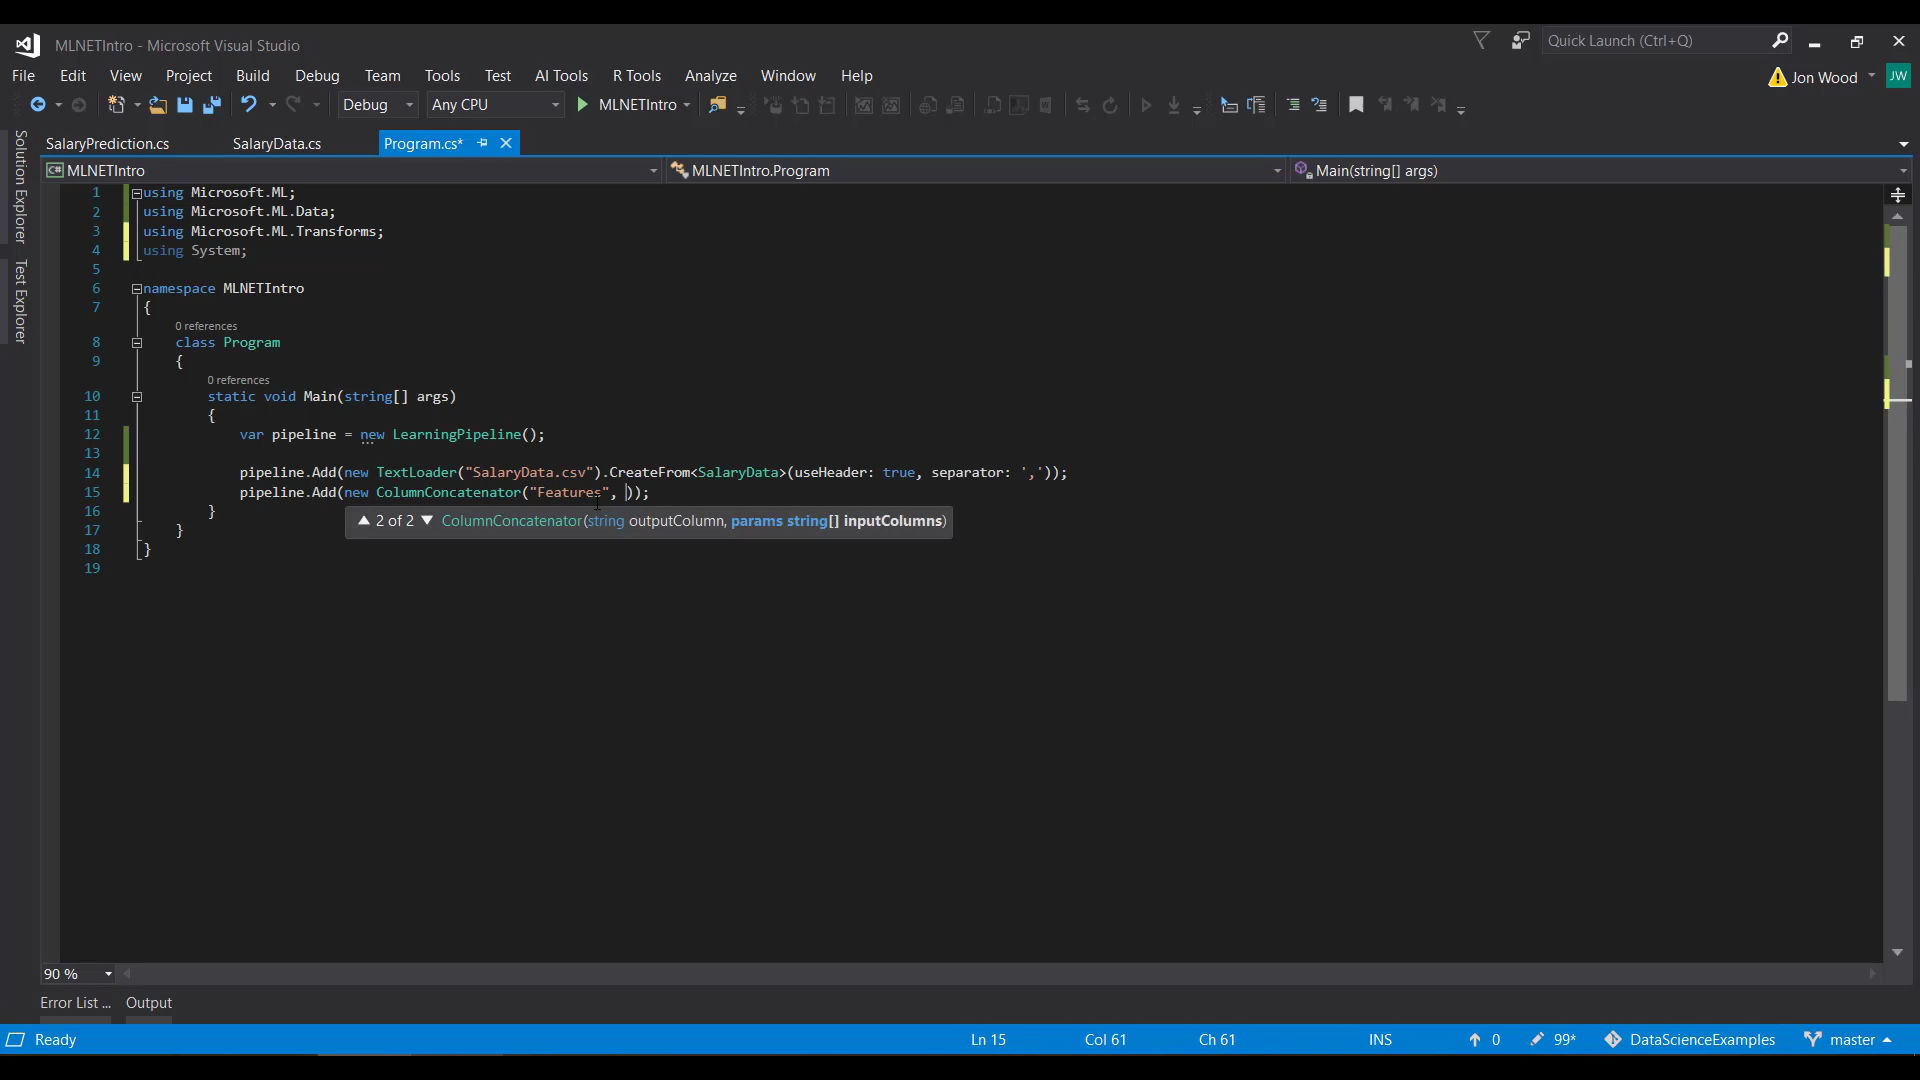 MLNETIntro - Microsoft Visual Studio
Quick Launch (Ctrl+Q)
File Edit View Project Build Debug Team Tools Test AI Tools R Tools Analyze Window Help
Jon Wood JW
Debug Any CPU MLNETIntro
SalaryPrediction.cs SalaryData.cs Program.cs*
C# MLNETIntro MLNETIntro.Program Main(string[] args)
Solution Explorer
Test Explorer
1 using Microsoft.ML;
2 using Microsoft.ML.Data;
3 using Microsoft.ML.Transforms;
4 using System;
5
6 namespace MLNETIntro
7 {
0 references
8 class Program
9 {
0 references
10 static void Main(string[] args)
11 {
12 var pipeline = new LearningPipeline();
13
14 pipeline.Add(new TextLoader("SalaryData.csv").CreateFrom<SalaryData>(useHeader: true, separator: ','));
15 pipeline.Add(new ColumnConcatenator("Features", ));
16 }
▲ 2 of 2 ▼ ColumnConcatenator(string outputColumn, params string[] inputColumns)
17 }
18 }
19
90 %
Error List ... Output
Ready Ln 15 Col 61 Ch 61 INS 0 99* DataScienceExamples master